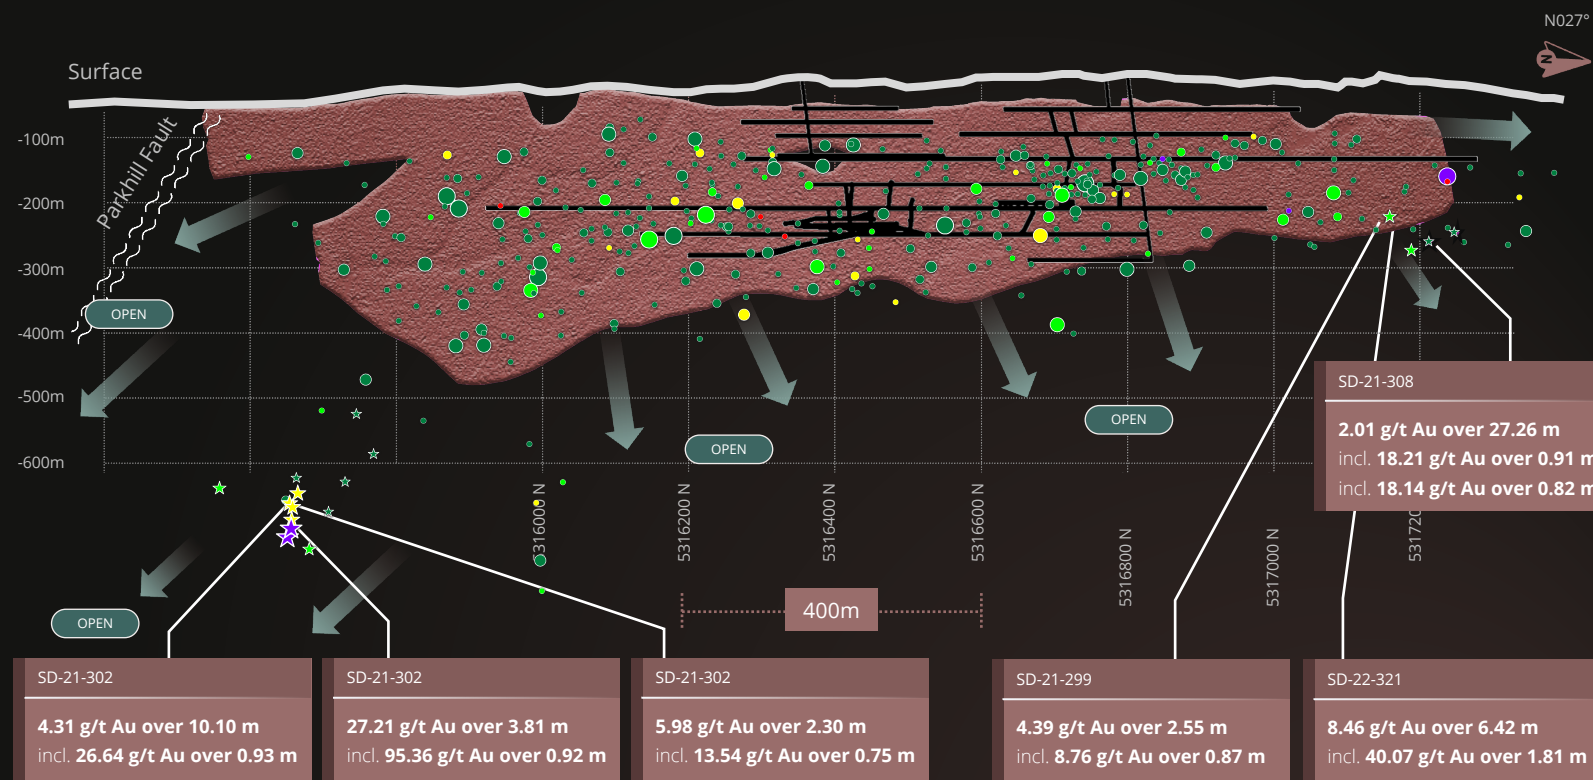 N027°
N
Surface
Parkhill Fault
-100m
-200m
-300m
-400m
-500m
-600m
OPEN
OPEN
OPEN
OPEN
5316000 N
5316200 N
5316400 N
5316600 N
5316800 N
5317000 N
400m
SD-21-308
2.01 g/t Au over 27.26 m
incl. 18.21 g/t Au over 0.91 m
incl. 18.14 g/t Au over 0.82 m
SD-21-302
4.31 g/t Au over 10.10 m
incl. 26.64 g/t Au over 0.93 m
SD-21-302
27.21 g/t Au over 3.81 m
incl. 95.36 g/t Au over 0.92 m
SD-21-302
5.98 g/t Au over 2.30 m
incl. 13.54 g/t Au over 0.75 m
SD-21-299
4.39 g/t Au over 2.55 m
incl. 8.76 g/t Au over 0.87 m
SD-22-321
8.46 g/t Au over 6.42 m
incl. 40.07 g/t Au over 1.81 m